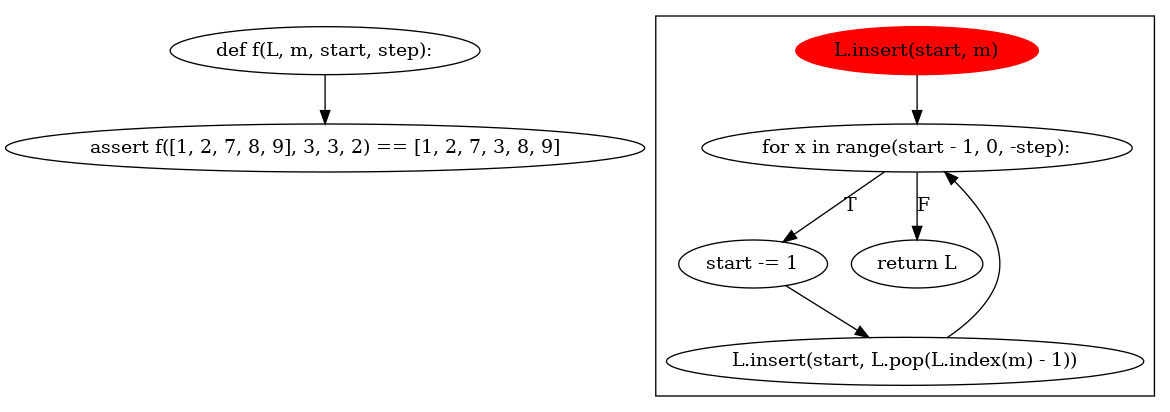 def f(L, m, start, step):
assert f([1, 2, 7, 8, 9], 3, 3, 2) == [1, 2, 7, 3, 8, 9]
L.insert(start, m)
for x in range(start - 1, 0, -step):
T
F
start -= 1
return L
L.insert(start, L.pop(L.index(m) - 1))